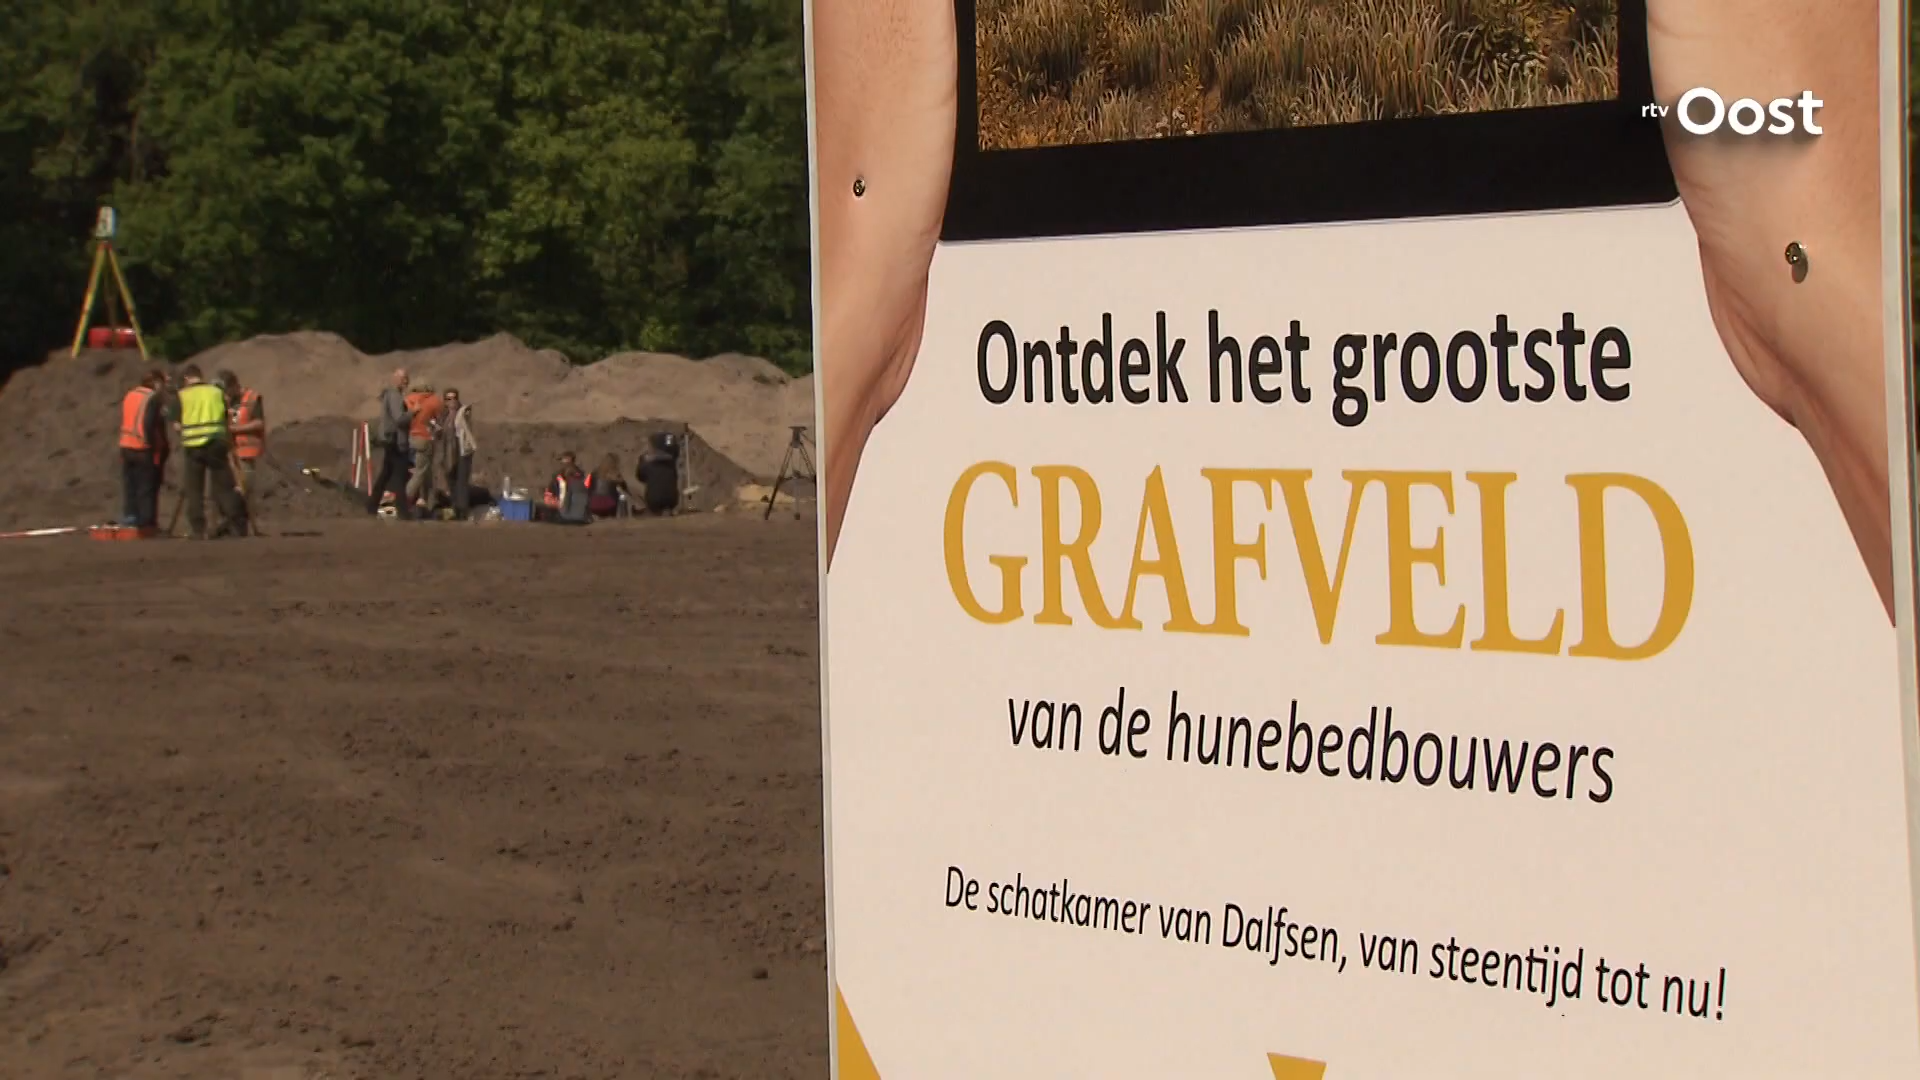 rtv Oost
Ontdek het grootste
GRAFVELD
van de hunebedbouwers
De schatkamer van Dalfsen, van steentijd tot nu!